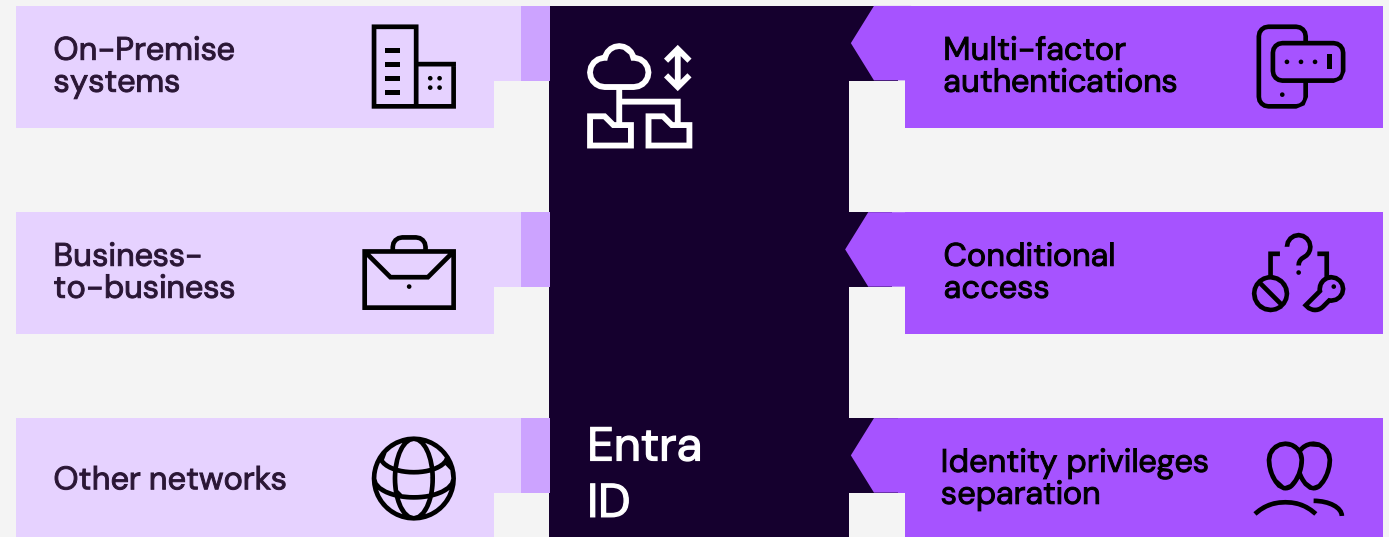 On-Premise
systems
Multi-factor
authentications
Business-
to-business
Conditional
access
Other networks
Entra
ID
Identity privileges
separation